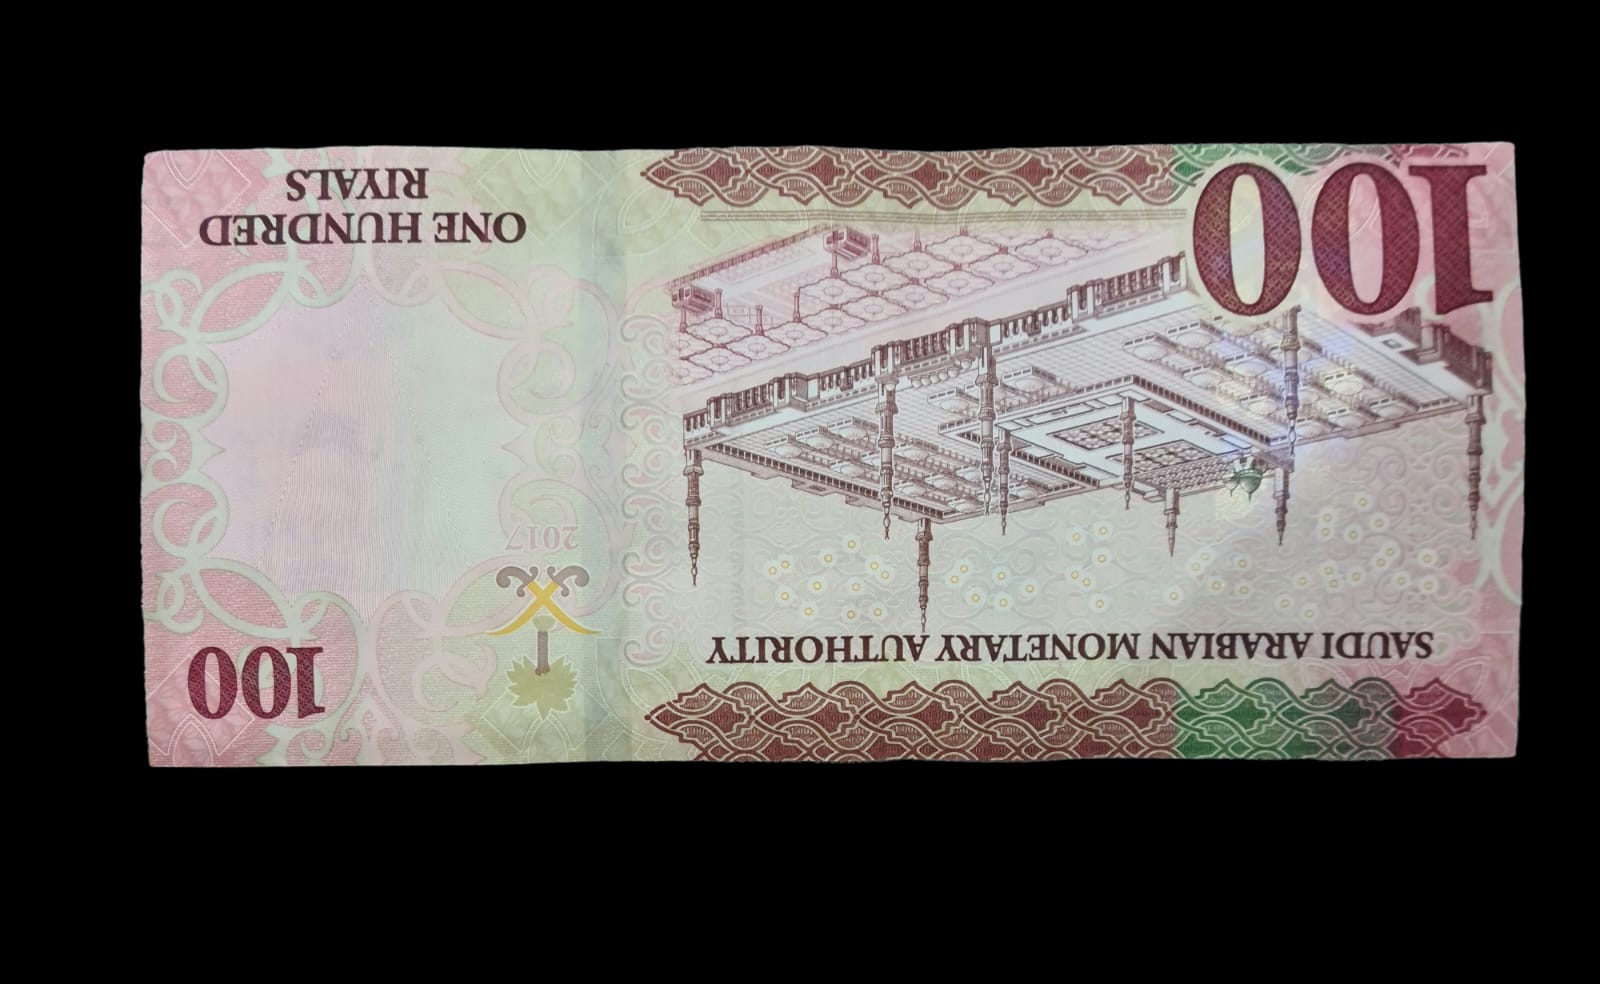 100
SAUDI ARABIAN MONETARY AUTHORITY
2017
100
ONE HUNDRED
RIYALS